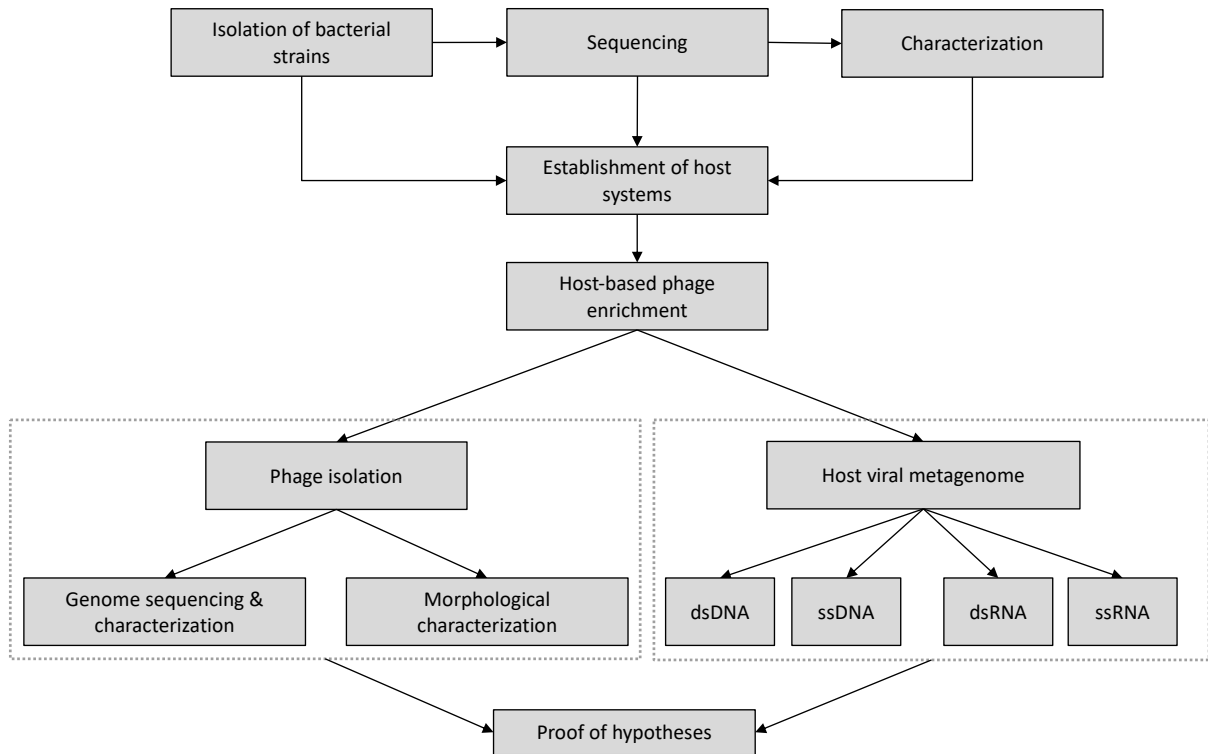 Isolation of bacterial
strains
Sequencing
Characterization
Establishment of host
systems
Host-based phage
enrichment
Phage isolation
Host viral metagenome
Genome sequencing &
characterization
Morphological
characterization
dsDNA
ssDNA
dsRNA
ssRNA
Proof of hypotheses